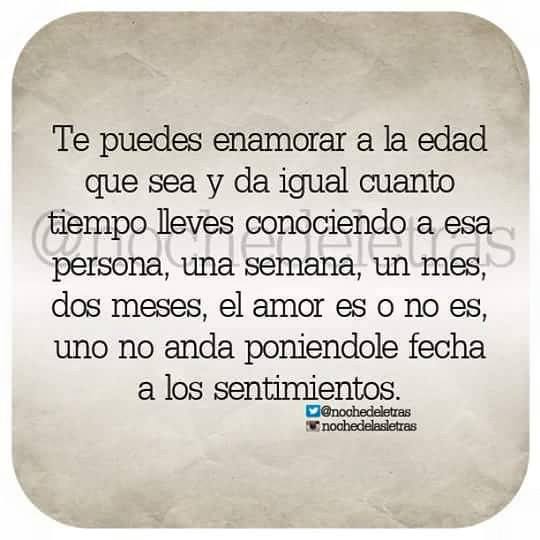 Te puedes enamorar a la edad
que sea y da igual cuanto
tiempo lleves conociendo a esa
@nochedeletras
persona, una semana, un mes,
dos meses, el amor es o no es,
uno no anda poniendole fecha
a los sentimientos.
@nochedeletras
nochedelasletras